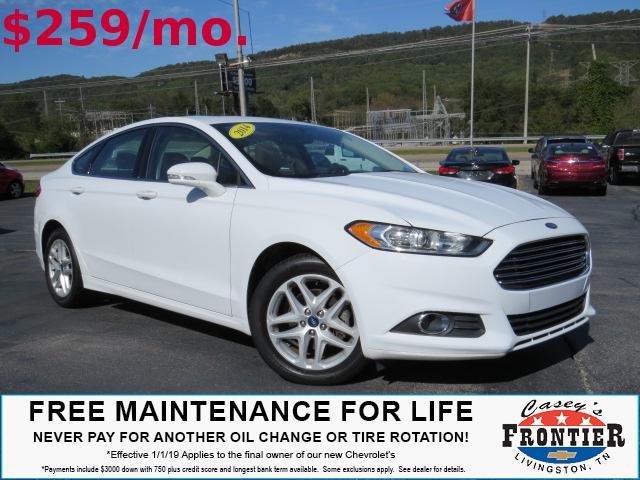 $259/mo.
2014
FREE MAINTENANCE FOR LIFE
NEVER PAY FOR ANOTHER OIL CHANGE OR TIRE ROTATION!
*Effective 1/1/19 Applies to the final owner of our new Chevrolet's
*Payments include $3000 down with 750 plus credit score and longest bank term available. Some exclusions apply. See dealer for details.
Casey's
FRONTIER
LIVINGSTON, TN